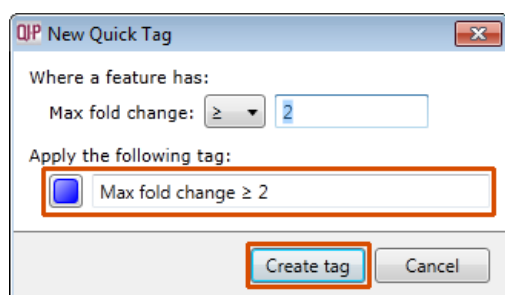 QIP New Quick Tag
Where a feature has:
Max fold change: ≥ 2
Apply the following tag:
Max fold change ≥ 2
Create tag Cancel